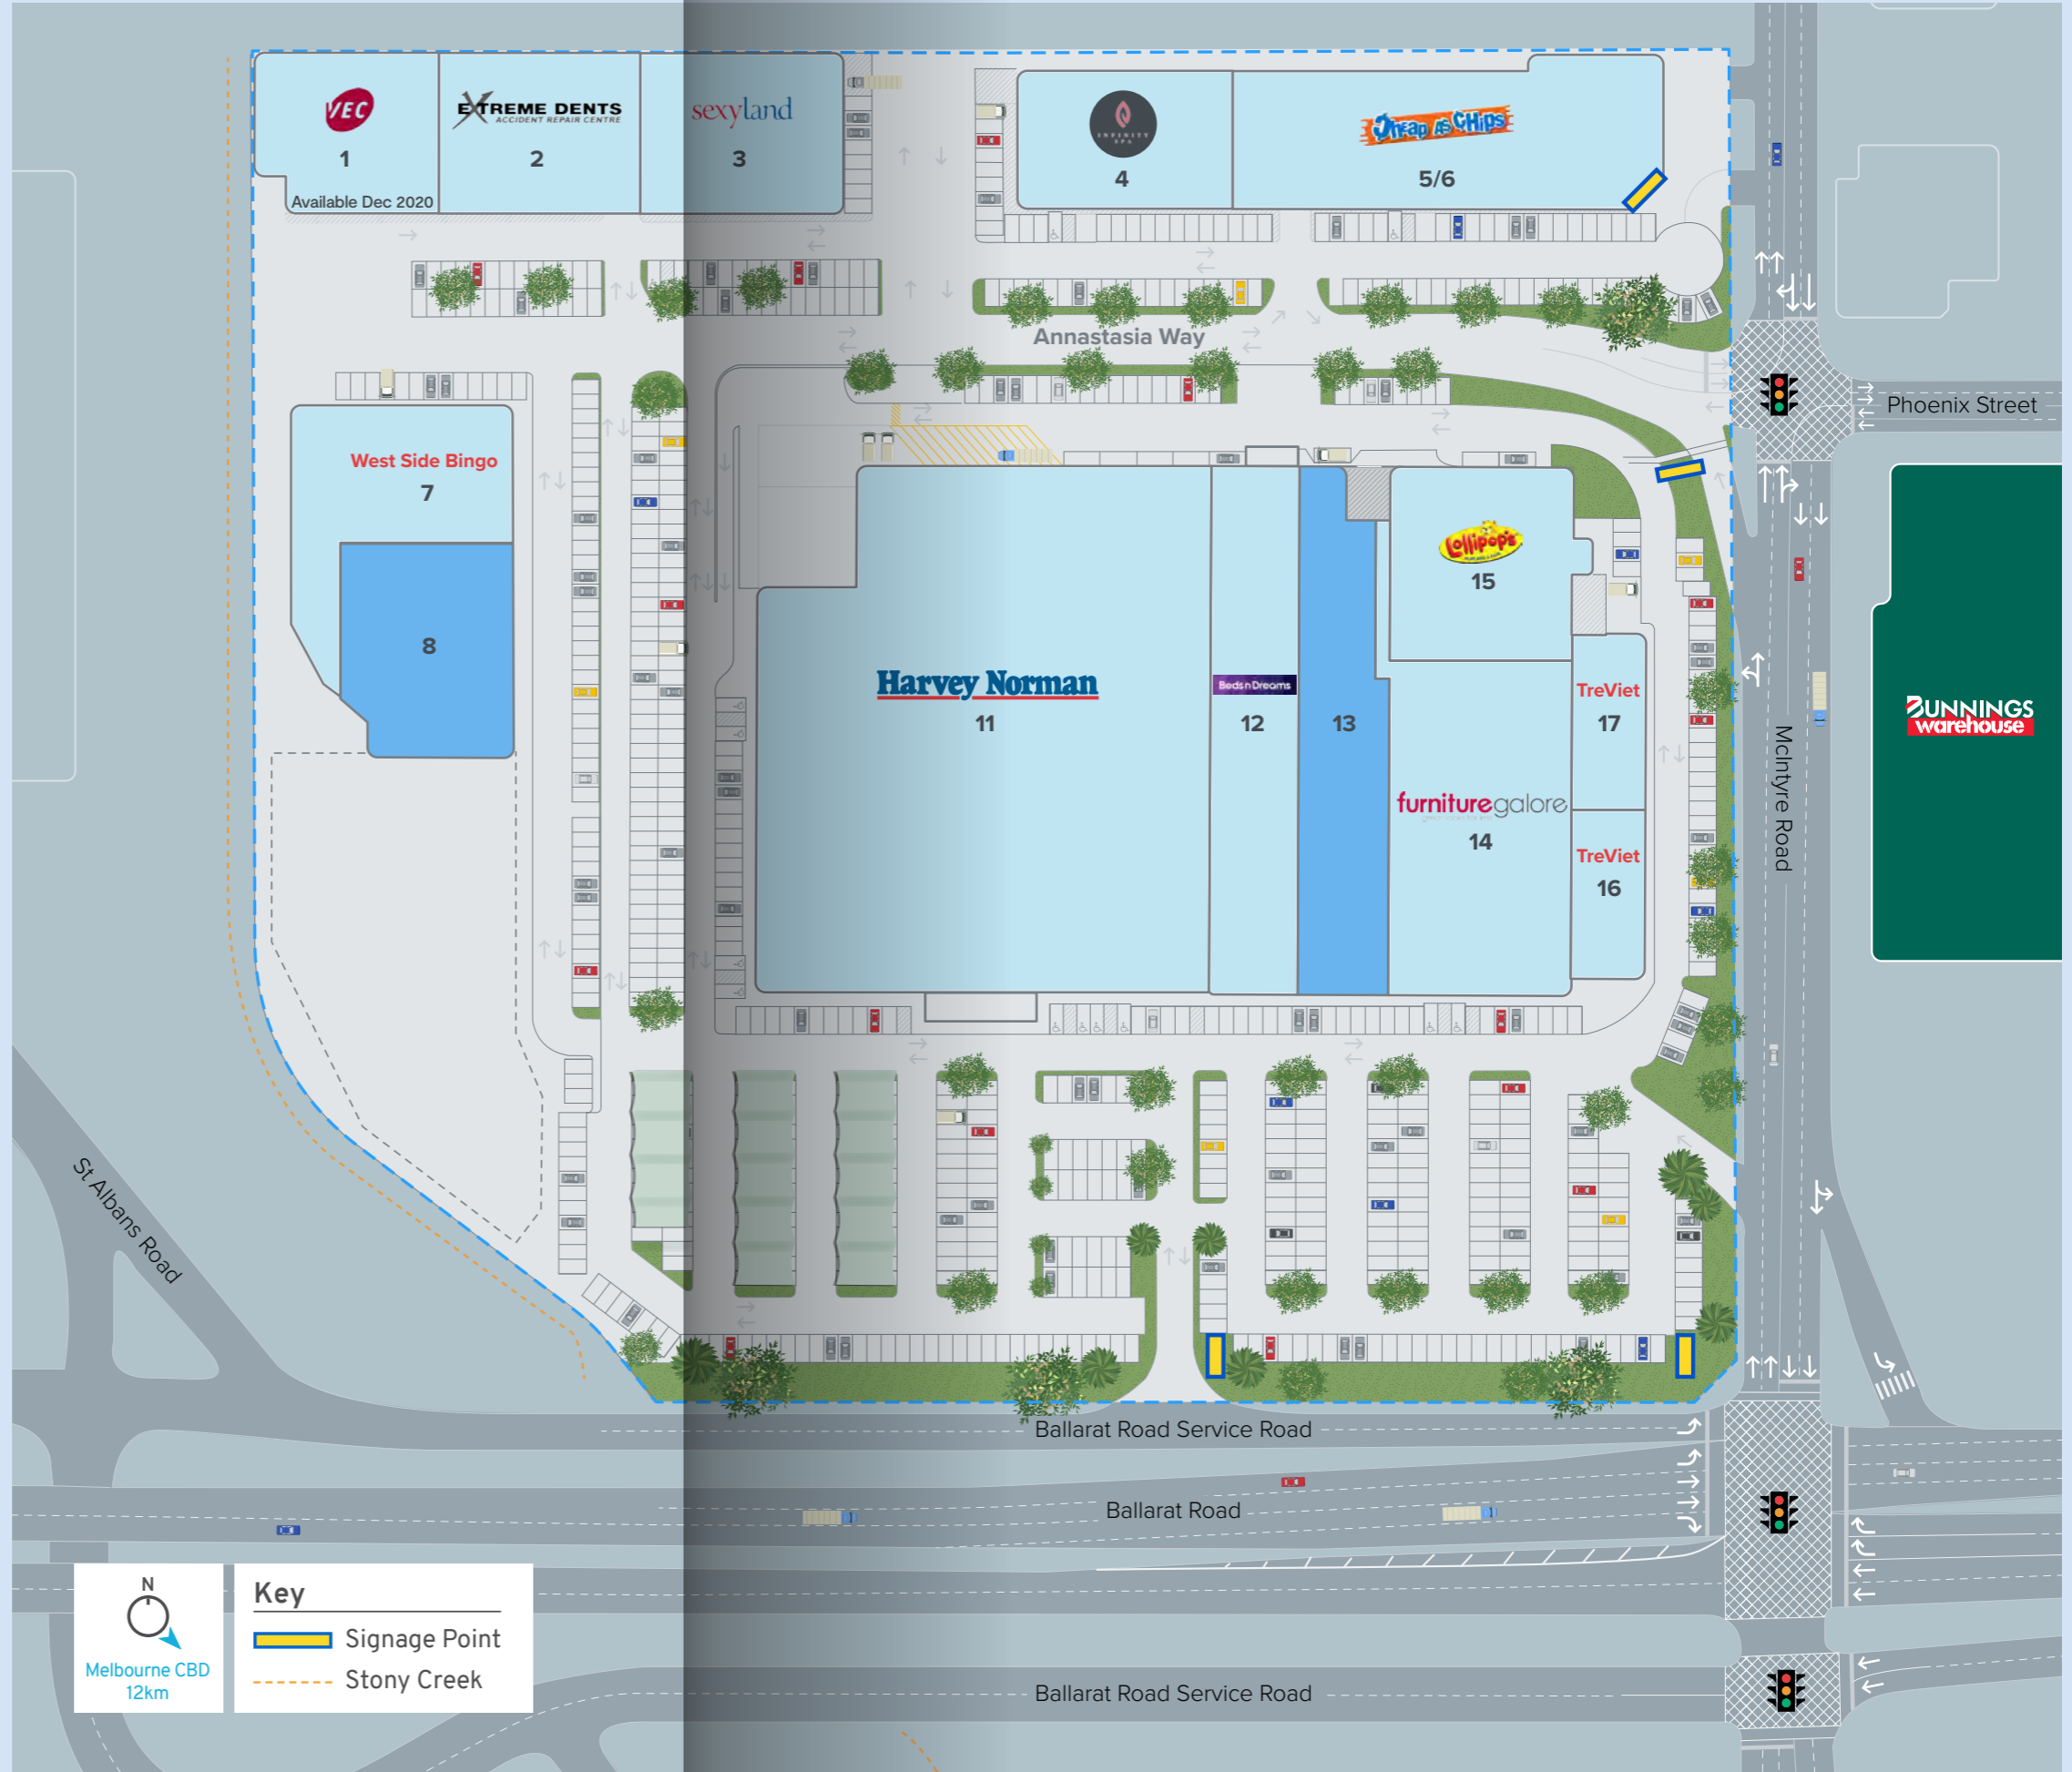 VEC
1
Available Dec 2020
EXTREME DENTS
ACCIDENT REPAIR CENTRE
2
sexyland
3
INFINITY
SPA
4
Cheap AS CHips
5/6
Annastasia Way
Phoenix Street
West Side Bingo
7
8
Harvey Norman
11
Beds n Dreams
12
13
Lollipop's
15
TreViet
17
furnituregalore
14
TreViet
16
McIntyre Road
BUNNINGS
warehouse
St Albans Road
Ballarat Road Service Road
Ballarat Road
N
Melbourne CBD
12km
Key
Signage Point
Stony Creek
Ballarat Road Service Road